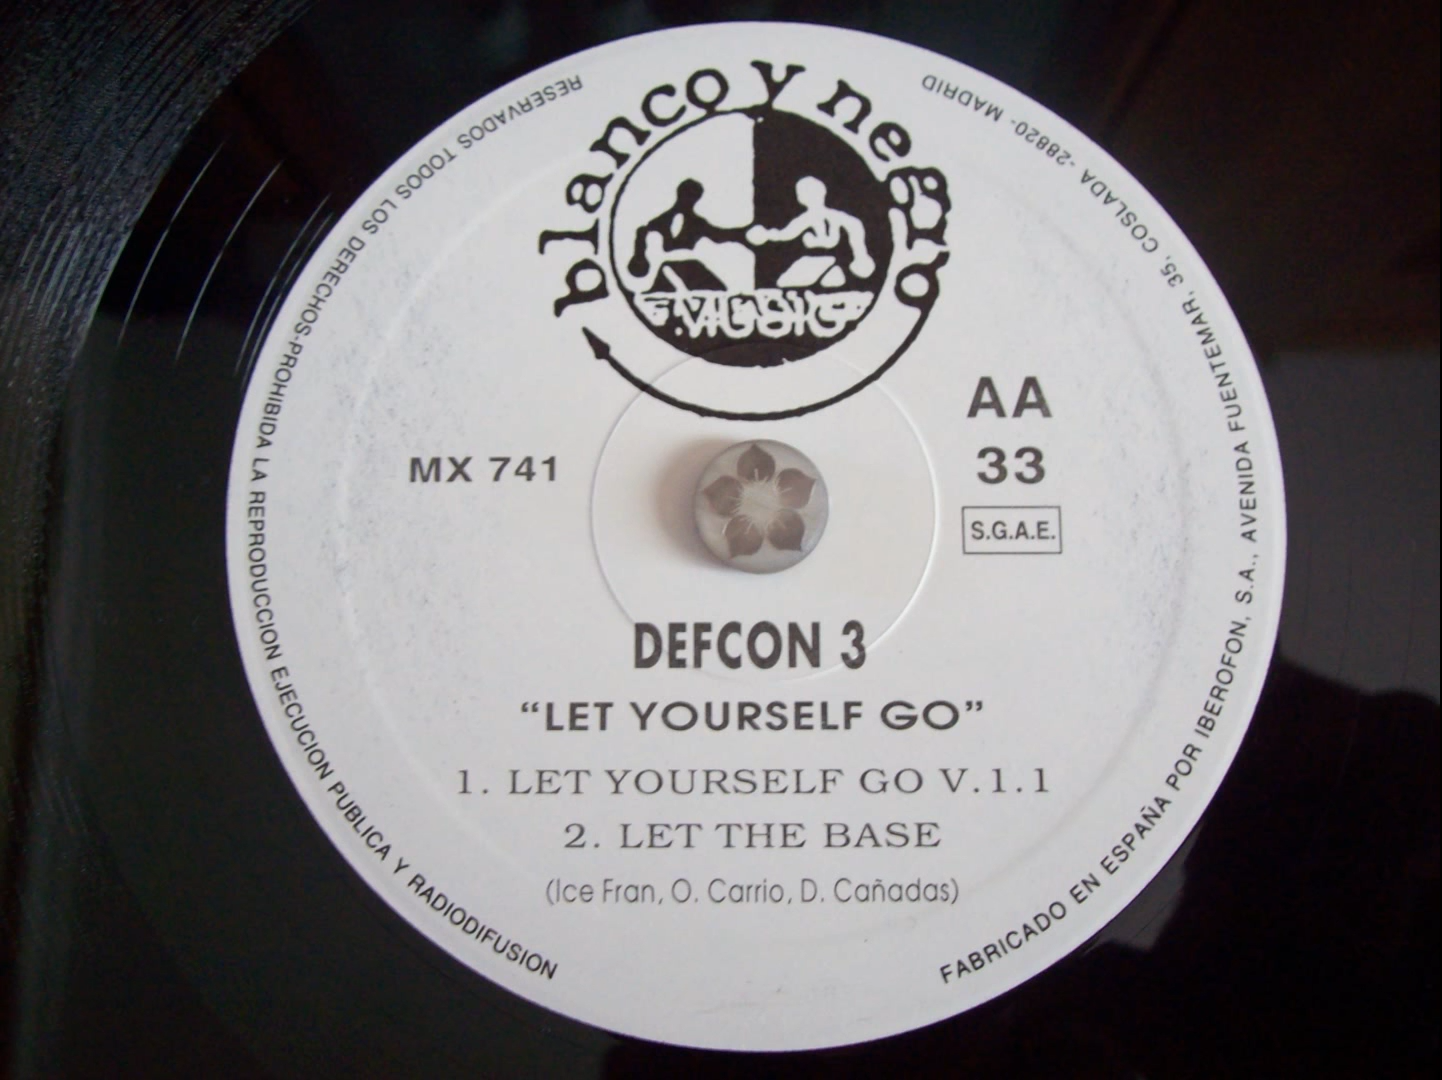 blanco y negro
MUSIC
AA
MX 741
33
S.G.A.E.
DEFCON 3
“LET YOURSELF GO”
1. LET YOURSELF GO V.1.1
2. LET THE BASE
(Ice Fran, O. Carrio, D. Cañadas)
RESERVADOS TODOS LOS DERECHOS-PROHIBIDA LA REPRODUCCION EJECUCION PUBLICA Y RADIODIFUSION
FABRICADO EN ESPAÑA POR IBEROFON, S.A., AVENIDA FUENTEMAR, 35, COSLADA -28820- MADRID